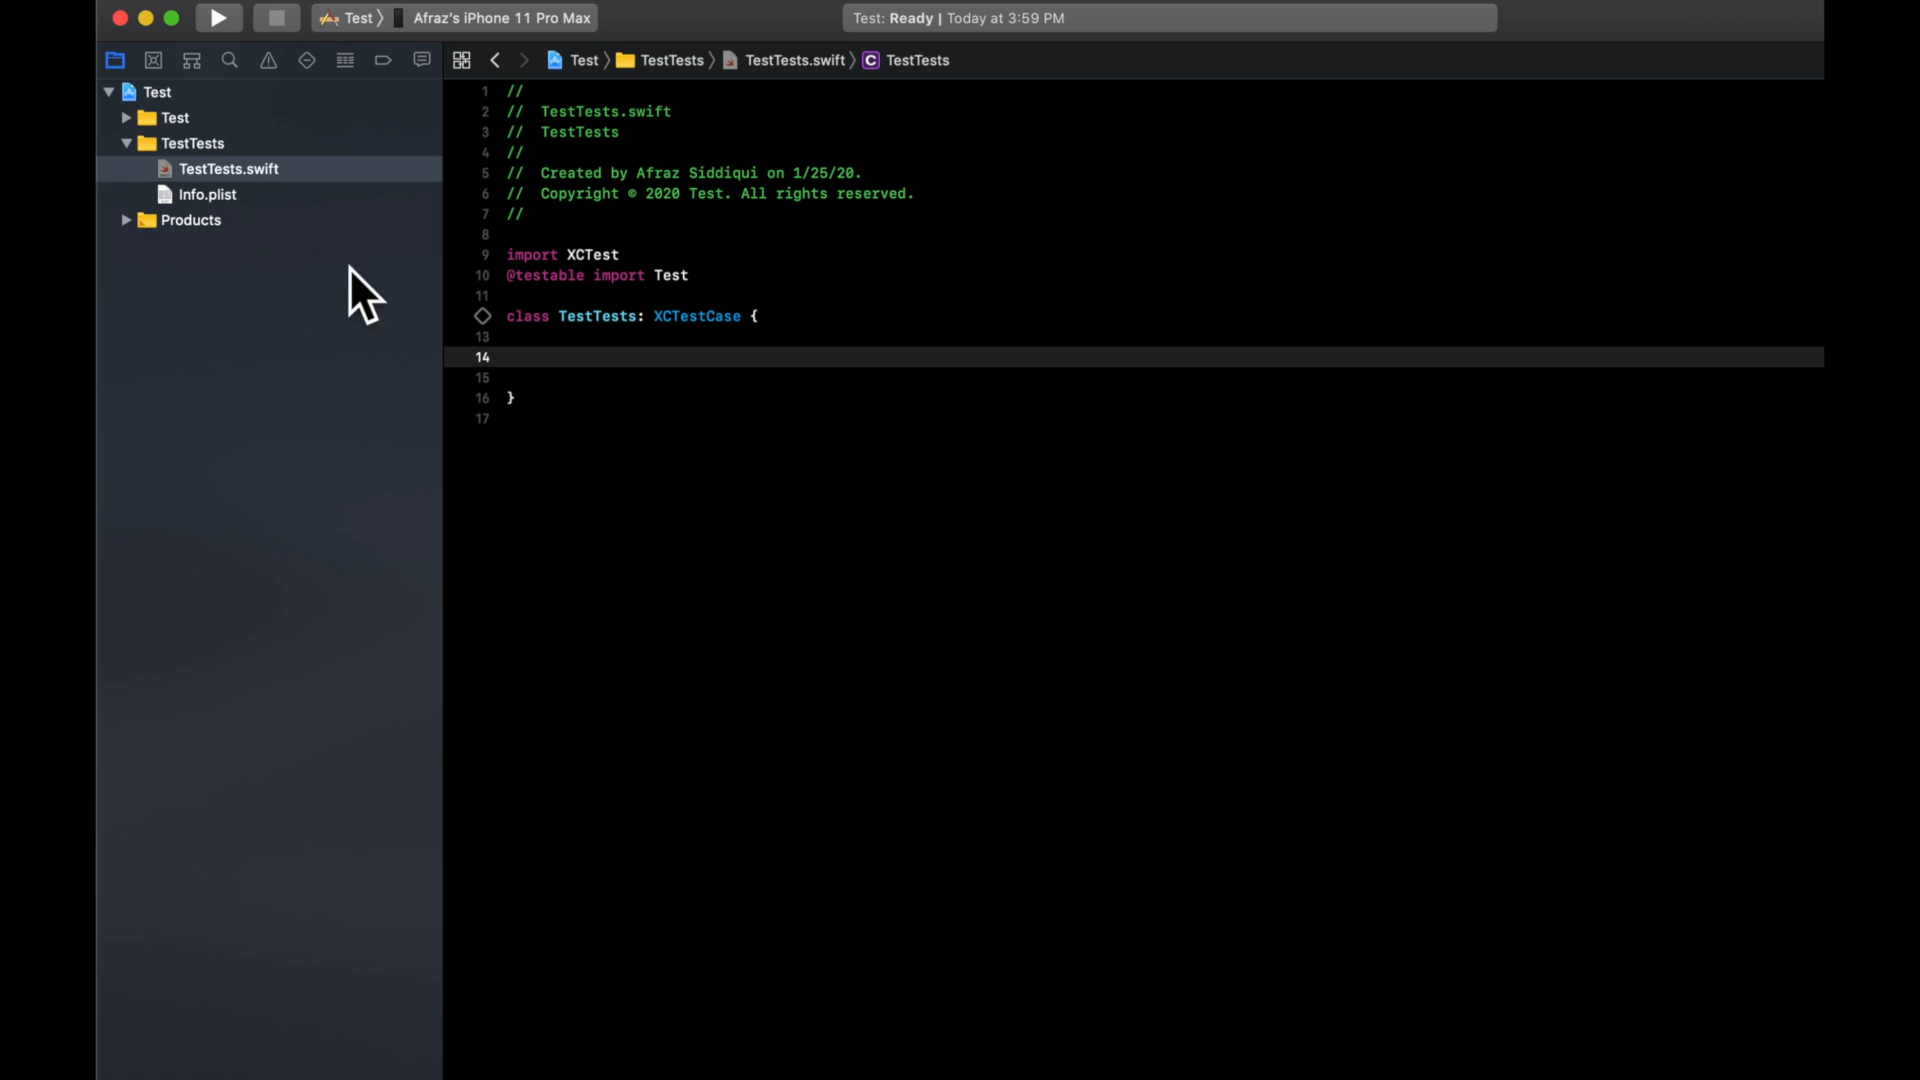 Test 〉 Afraz's iPhone 11 Pro Max
Test: Ready | Today at 3:59 PM
Test 〉 TestTests 〉 TestTests.swift 〉 C TestTests
Test
Test
TestTests
TestTests.swift
Info.plist
Products
1 //
2 //  TestTests.swift
3 //  TestTests
4 //
5 //  Created by Afraz Siddiqui on 1/25/20.
6 //  Copyright © 2020 Test. All rights reserved.
7 //
8
9 import XCTest
10 @testable import Test
11
class TestTests: XCTestCase {
13
14
15
16 }
17